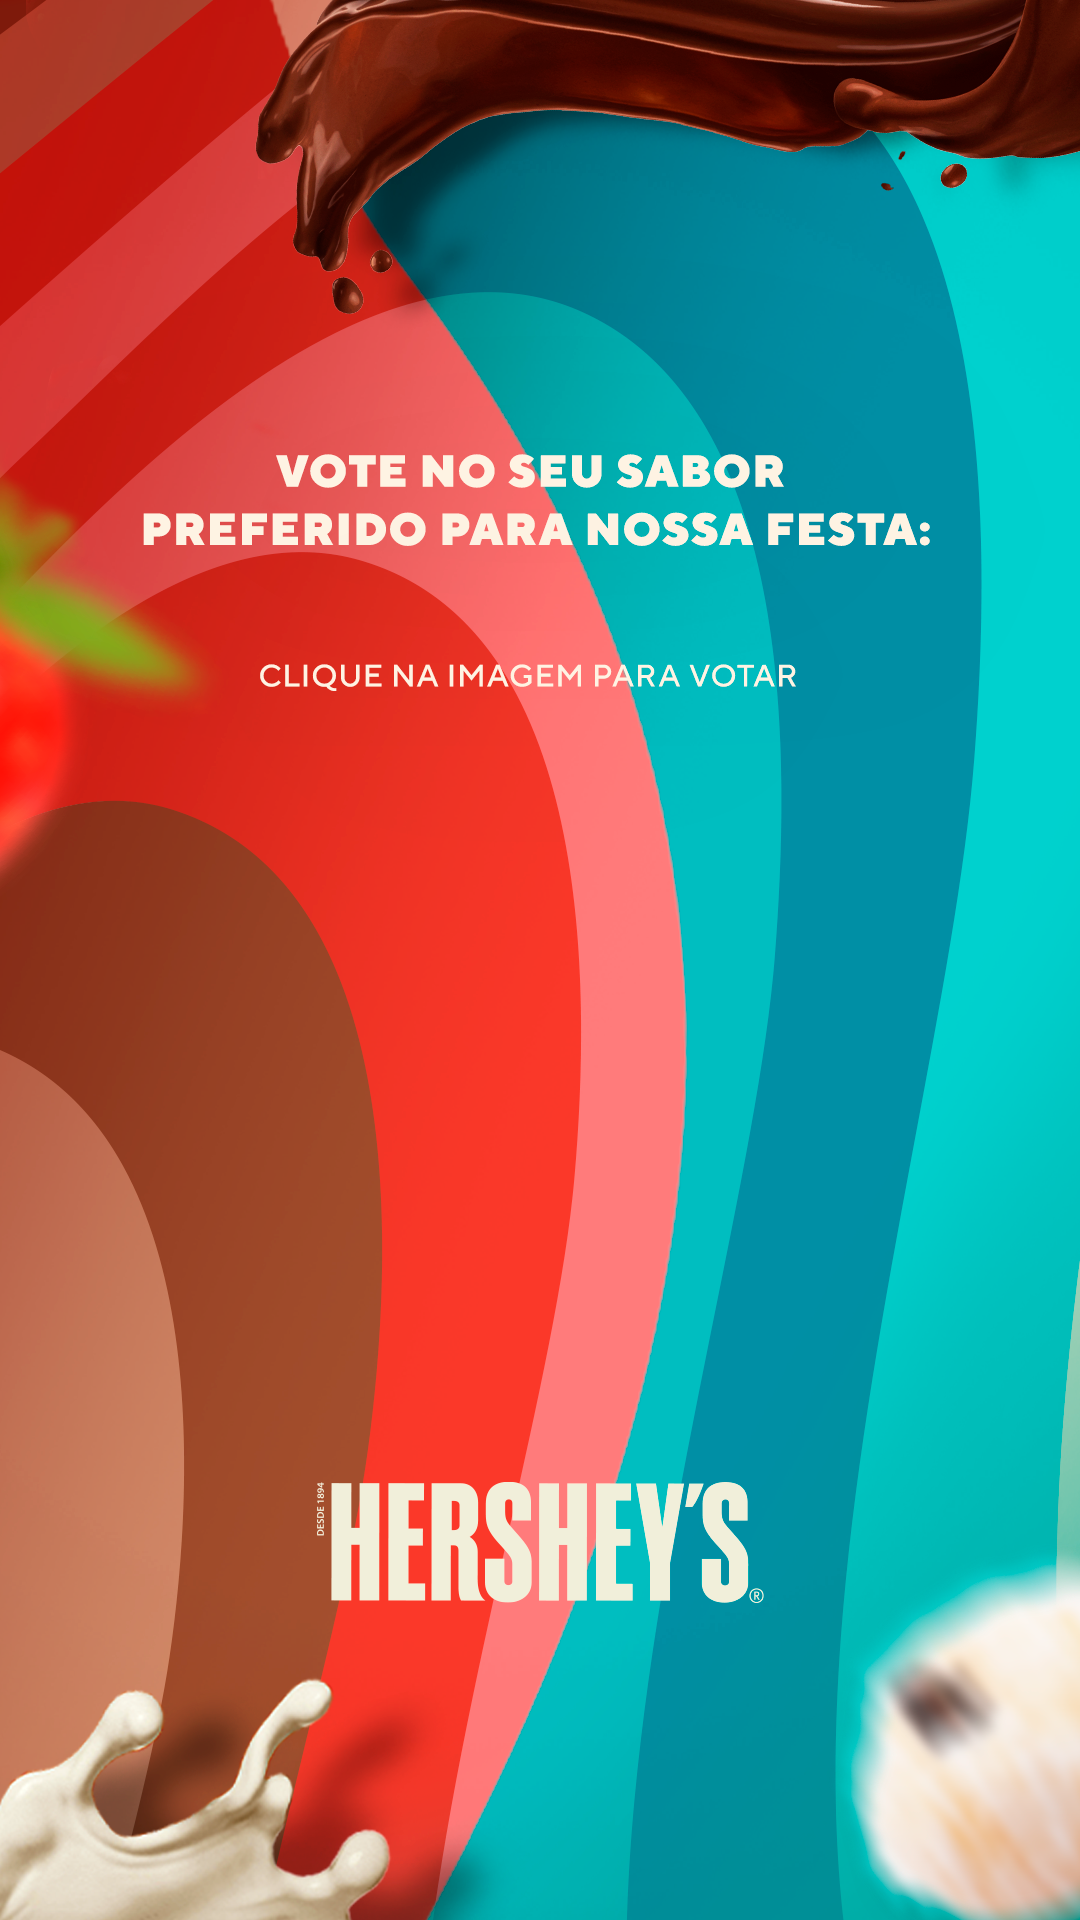 VOTE NO SEU SABOR
PREFERIDO PARA NOSSA FESTA:
CLIQUE NA IMAGEM PARA VOTAR
DESDE 1894
HERSHEY'S®